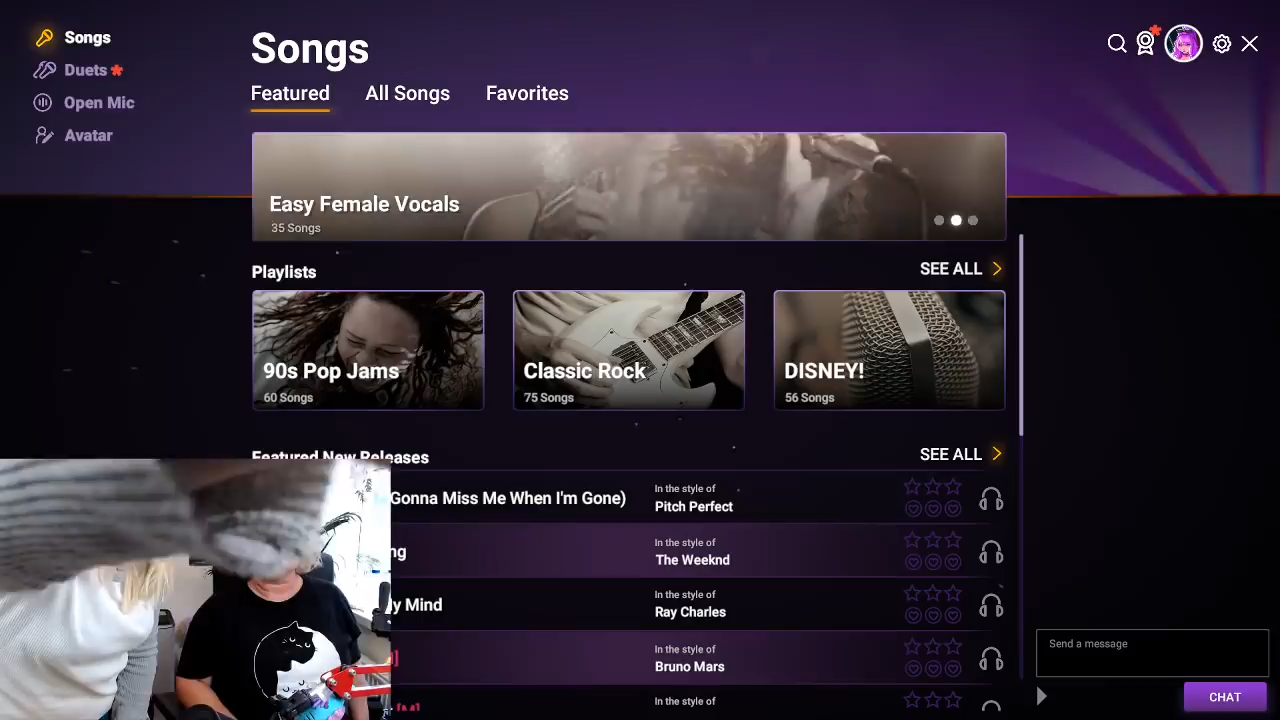 Songs
Duets *
Open Mic
Avatar
Songs
Featured All Songs Favorites
Easy Female Vocals
35 Songs
Playlists SEE ALL
90s Pop Jams
60 Songs
Classic Rock
75 Songs
DISNEY!
56 Songs
Featured New Releases SEE ALL
Gonna Miss Me When I'm Gone)
In the style of
Pitch Perfect
ng
In the style of
The Weeknd
y Mind
In the style of
Ray Charles
In the style of
Bruno Mars
[M]
In the style of
Send a message
CHAT